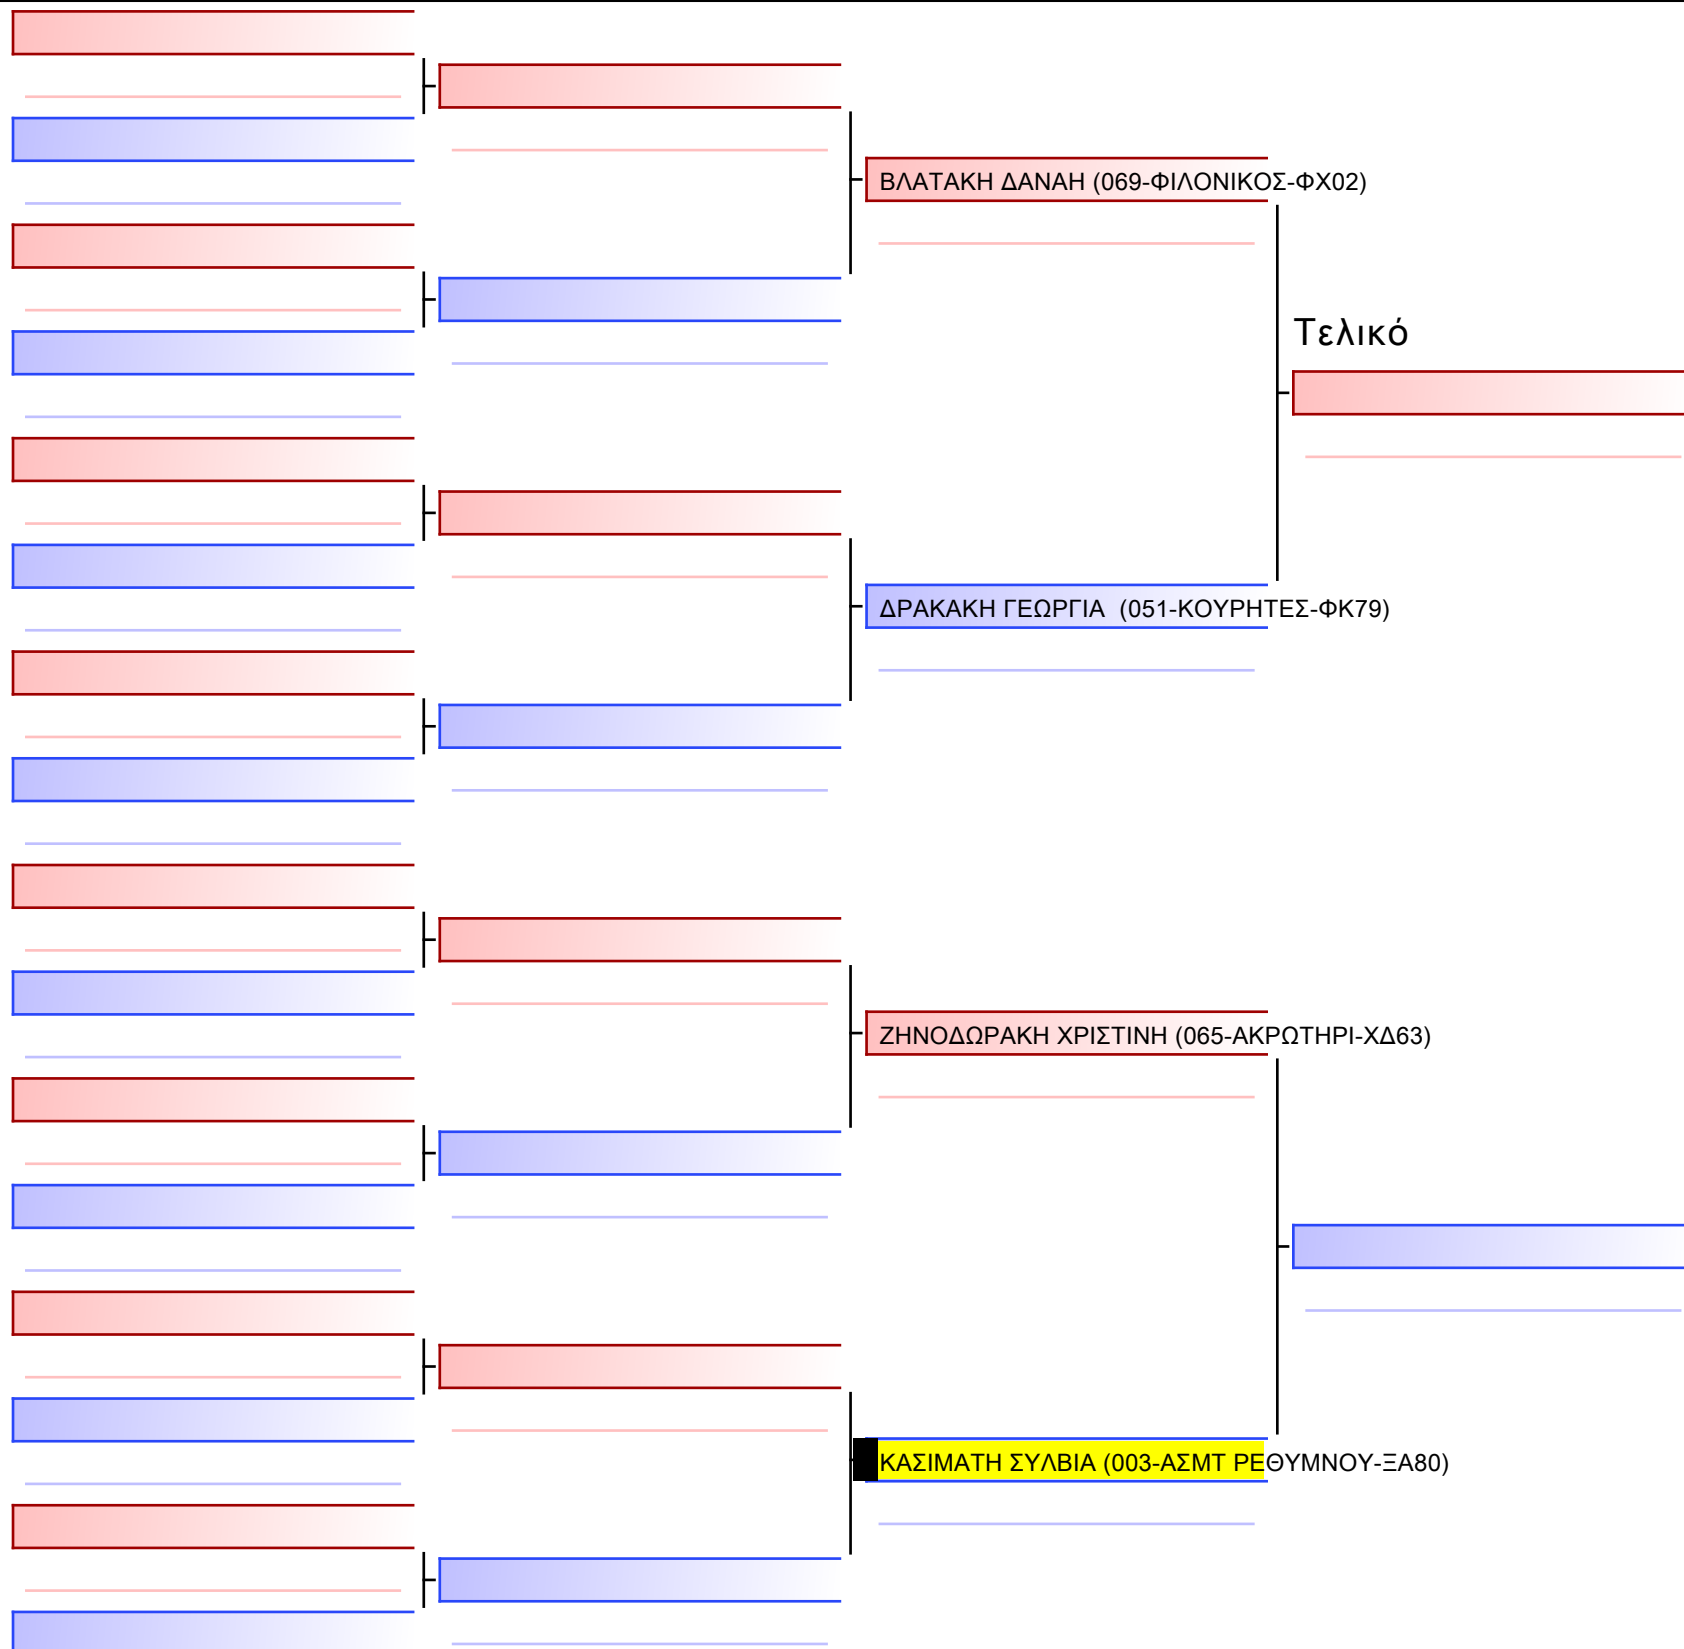 ΒΛΑΤΑΚΗ ΔΑΝΑΗ (069-ΦΙΛΟΝΙΚΟΣ-ΦΧ02)
Τελικό
ΔΡΑΚΑΚΗ ΓΕΩΡΓΙΑ  (051-ΚΟΥΡΗΤΕΣ-ΦΚ79)
ΖΗΝΟΔΩΡΑΚΗ ΧΡΙΣΤΙΝΗ (065-ΑΚΡΩΤΗΡΙ-ΧΔ63)
ΚΑΣΙΜΑΤΗ ΣΥΛΒΙΑ (003-ΑΣΜΤ ΡΕΘΥΜΝΟΥ-ΞΑ80)